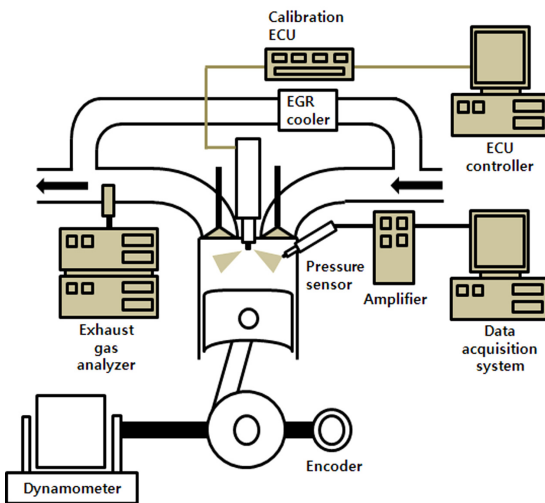 Calibration
ECU
EGR
cooler
ECU
controller
Pressure
sensor
Amplifier
Exhaust
gas
analyzer
Data
acquisition
system
Encoder
Dynamometer